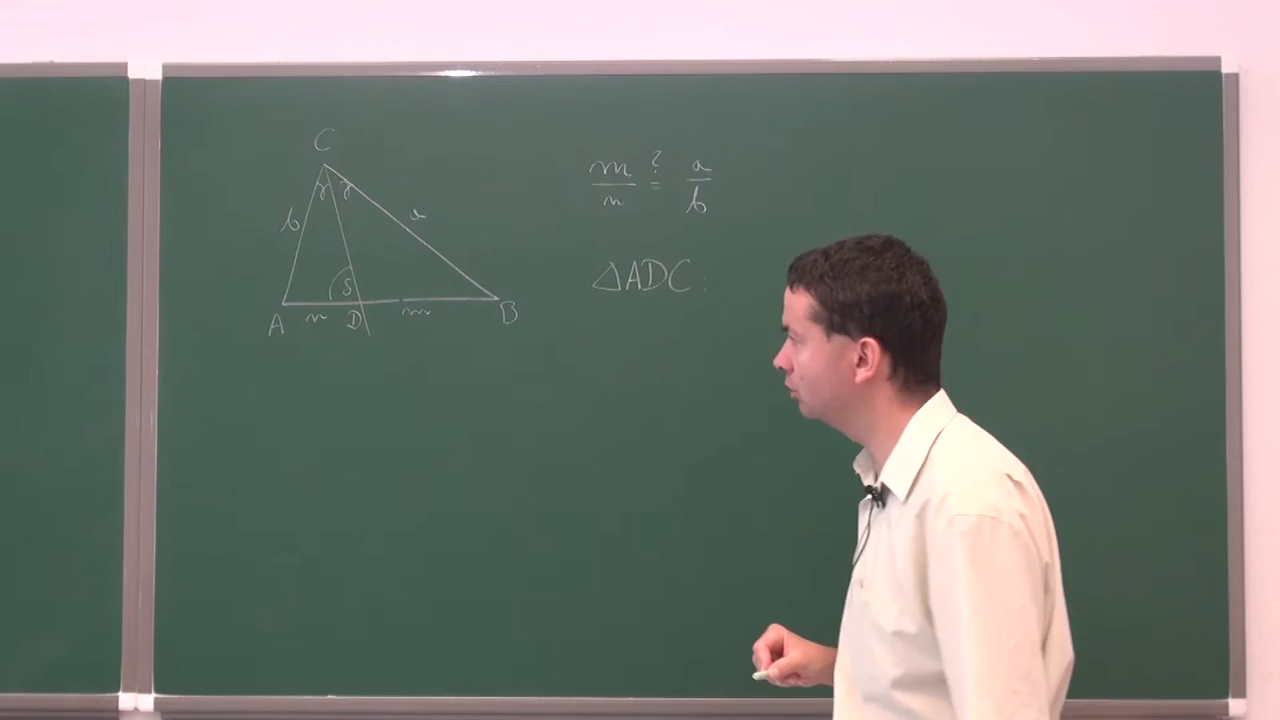 C
γ γ
b a
δ
A n D m B
m/n ?= a/b
△ADC: